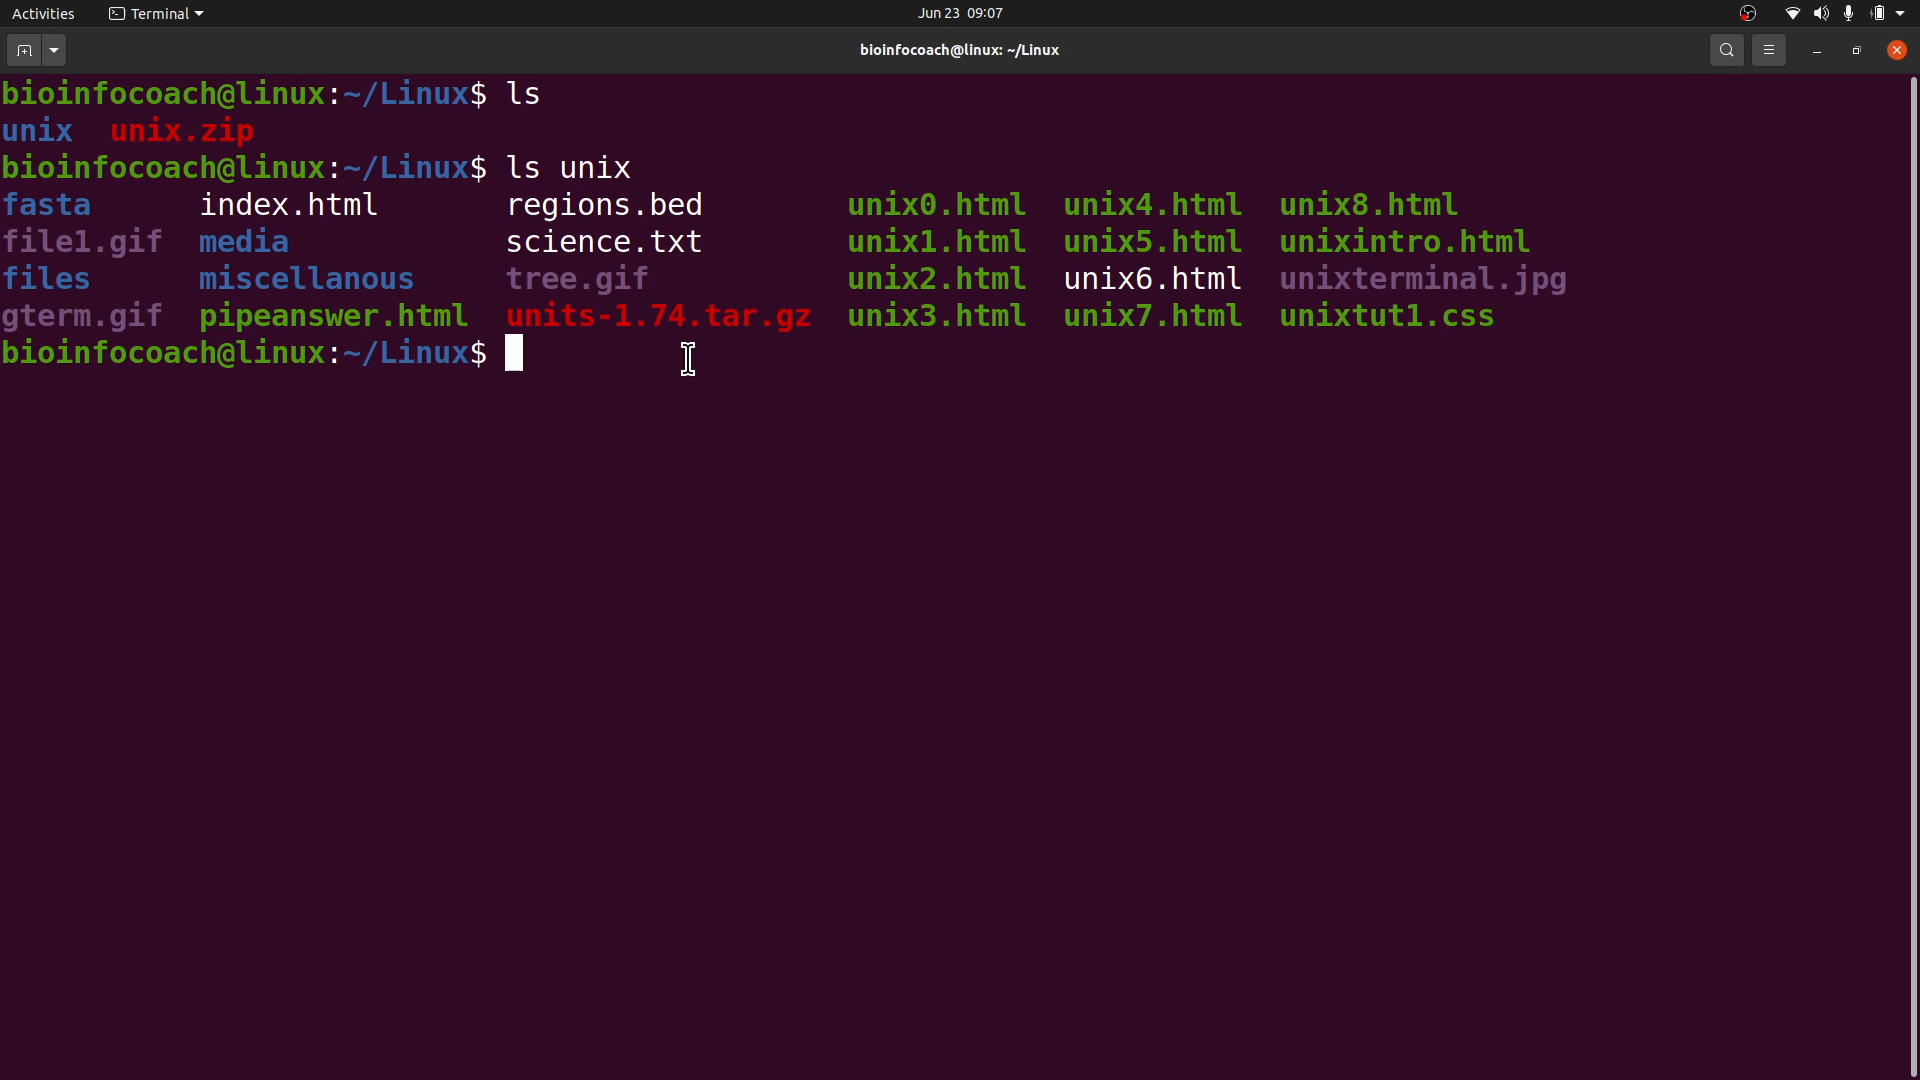 Activities Terminal Jun 23 09:07
bioinfocoach@linux: ~/Linux
bioinfocoach@linux:~/Linux$ ls
unix unix.zip
bioinfocoach@linux:~/Linux$ ls unix
fasta index.html regions.bed unix0.html unix4.html unix8.html
file1.gif media science.txt unix1.html unix5.html unixintro.html
files miscellanous tree.gif unix2.html unix6.html unixterminal.jpg
gterm.gif pipeanswer.html units-1.74.tar.gz unix3.html unix7.html unixtut1.css
bioinfocoach@linux:~/Linux$